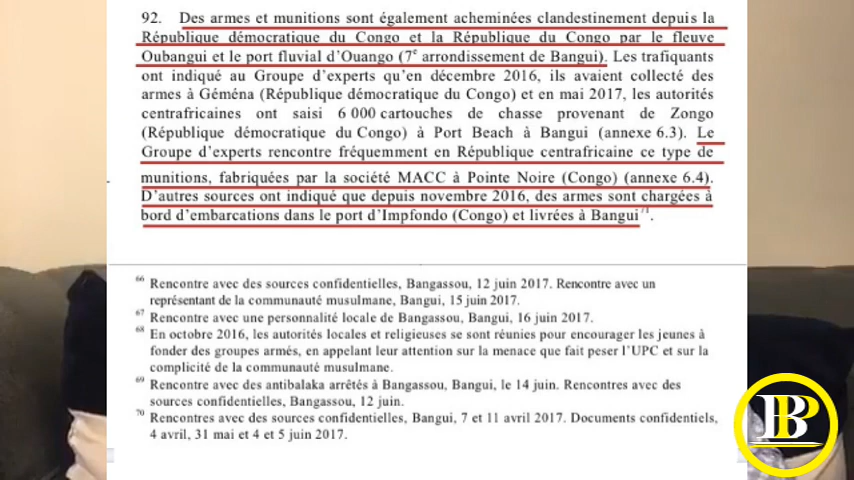 92. Des armes et munitions sont également acheminées clandestinement depuis la
République démocratique du Congo et la République du Congo par le fleuve
Oubangui et le port fluvial d'Ouango (7e arrondissement de Bangui). Les trafiquants
ont indiqué au Groupe d'experts qu'en décembre 2016, ils avaient collecté des
armes à Géména (République démocratique du Congo) et en mai 2017, les autorités
centrafricaines ont saisi 6 000 cartouches de chasse provenant de Zongo
(République démocratique du Congo) à Port Beach à Bangui (annexe 6.3). Le
Groupe d'experts rencontre fréquemment en République centrafricaine ce type de
munitions, fabriquées par la société MACC à Pointe Noire (Congo) (annexe 6.4).
D'autres sources ont indiqué que depuis novembre 2016, des armes sont chargées à
bord d'embarcations dans le port d'Impfondo (Congo) et livrées à Bangui71.
66 Rencontre avec des sources confidentielles, Bangassou, 12 juin 2017. Rencontre avec un
représentant de la communauté musulmane, Bangui, 15 juin 2017.
67 Rencontre avec une personnalité locale de Bangassou, Bangui, 16 juin 2017.
68 En octobre 2016, les autorités locales et religieuses se sont réunies pour encourager les jeunes à
fonder des groupes armés, en appelant leur attention sur la menace que fait peser l'UPC et sur la
complicité de la communauté musulmane.
69 Rencontre avec des antibalaka arrêtés à Bangassou, Bangui, le 14 juin. Rencontres avec des
sources confidentielles, Bangassou, 12 juin.
70 Rencontres avec des sources confidentielles, Bangui, 7 et 11 avril 2017. Documents confidentiels,
4 avril, 31 mai et 4 et 5 juin 2017.
BP